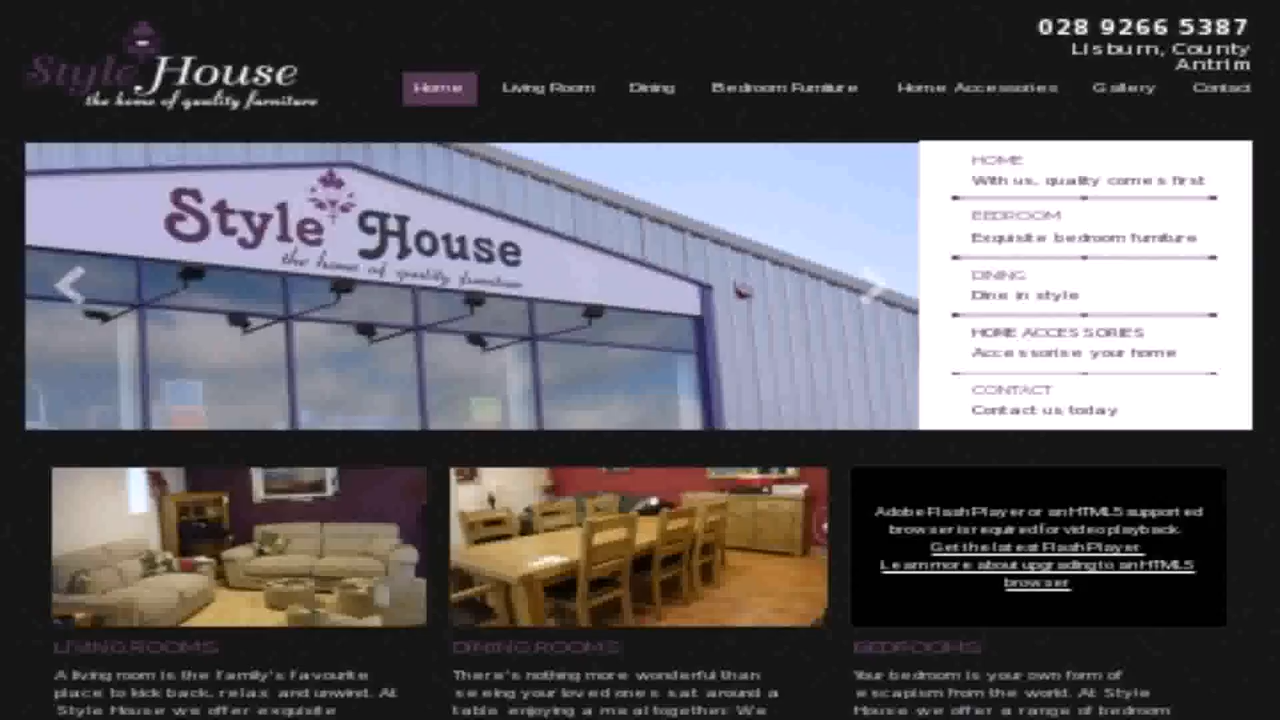 028 9266 5387
Lisburn, County
Antrim
Style House
the home of quality furniture
Home Living Room Dining Bedroom Furniture Home Accessories Gallery Contact
Style House
the home of quality furniture
HOME
With us, quality comes first
BEDROOM
Exquisite bedroom furniture
DINING
Dine in style
HOME ACCESSORIES
Accessorise your home
CONTACT
Contact us today
Adobe Flash Player or an HTML5 supported
browser is required for video playback.
Get the latest Flash Player
Learn more about upgrading to an HTML5
browser
LIVING ROOMS
A living room is the family's favourite
place to kick back, relax and unwind. At
Style House we offer exquisite
DINING ROOMS
There's nothing more wonderful than
seeing your loved ones sat around a
table enjoying a meal together. We
BEDROOMS
Your bedroom is your own form of
escapism from the world. At Style
House we offer a range of bedroom